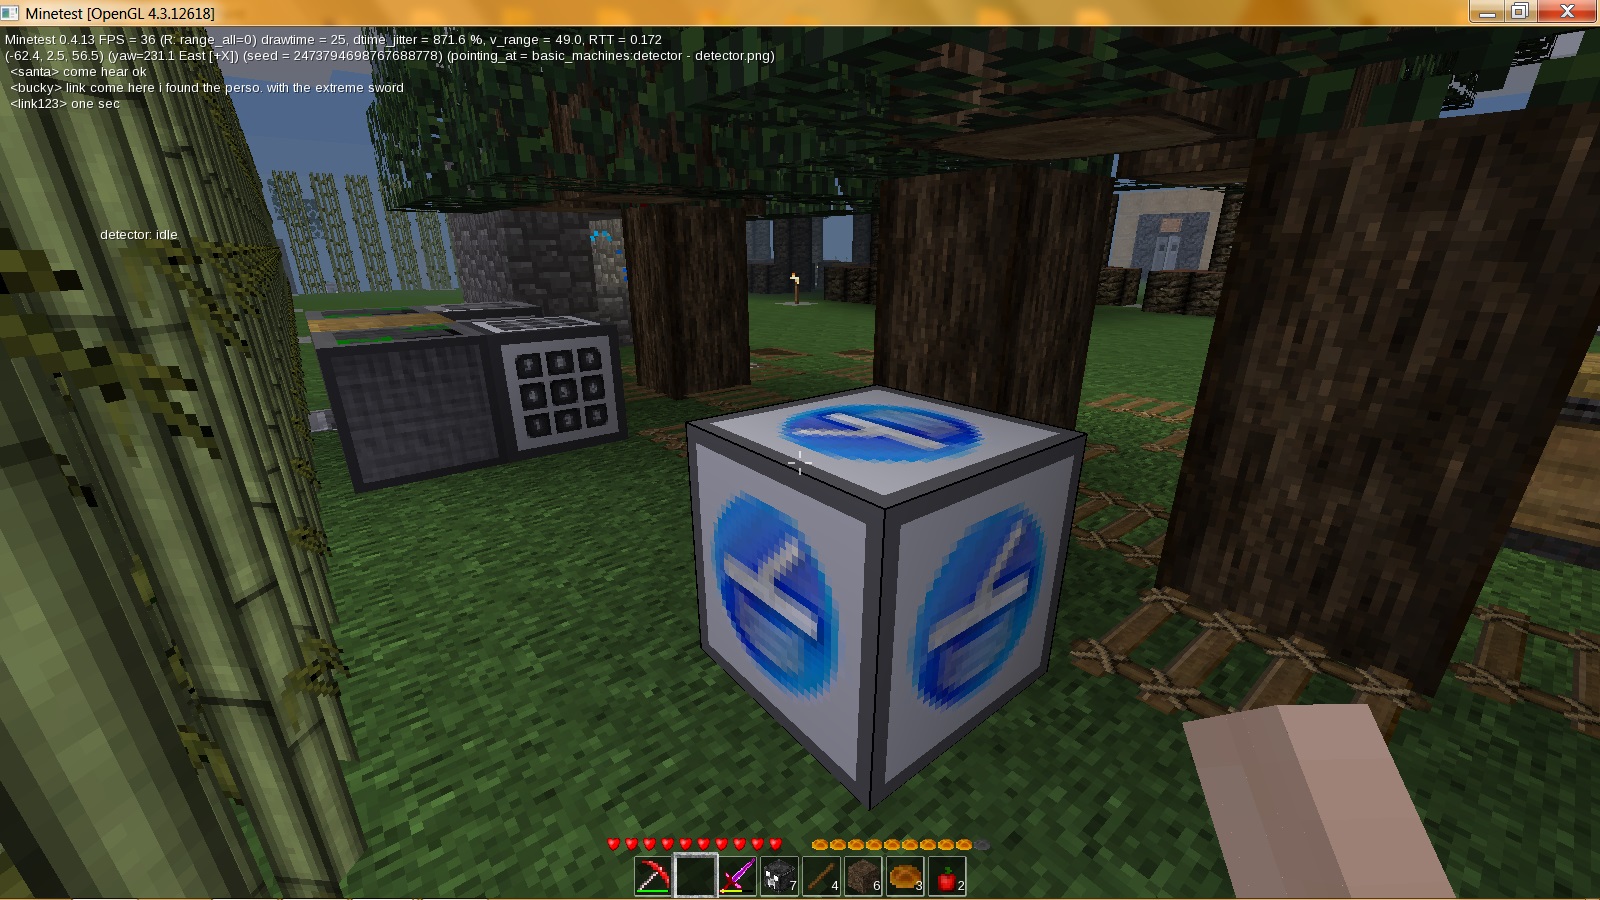 Minetest [OpenGL 4.3.12618]
Minetest 0.4.13 FPS = 36 (R: range_all=0) drawtime = 25, dtime_jitter = 871.6 %, v_range = 49.0, RTT = 0.172
(-62.4, 2.5, 56.5) (yaw=231.1 East [+X]) (seed = 2473794698767688778) (pointing_at = basic_machines:detector - detector.png)
<santa> come hear ok
<bucky> link come here i found the perso. with the extreme sword
<link123> one sec
detector: idle
7 4 6 3 2